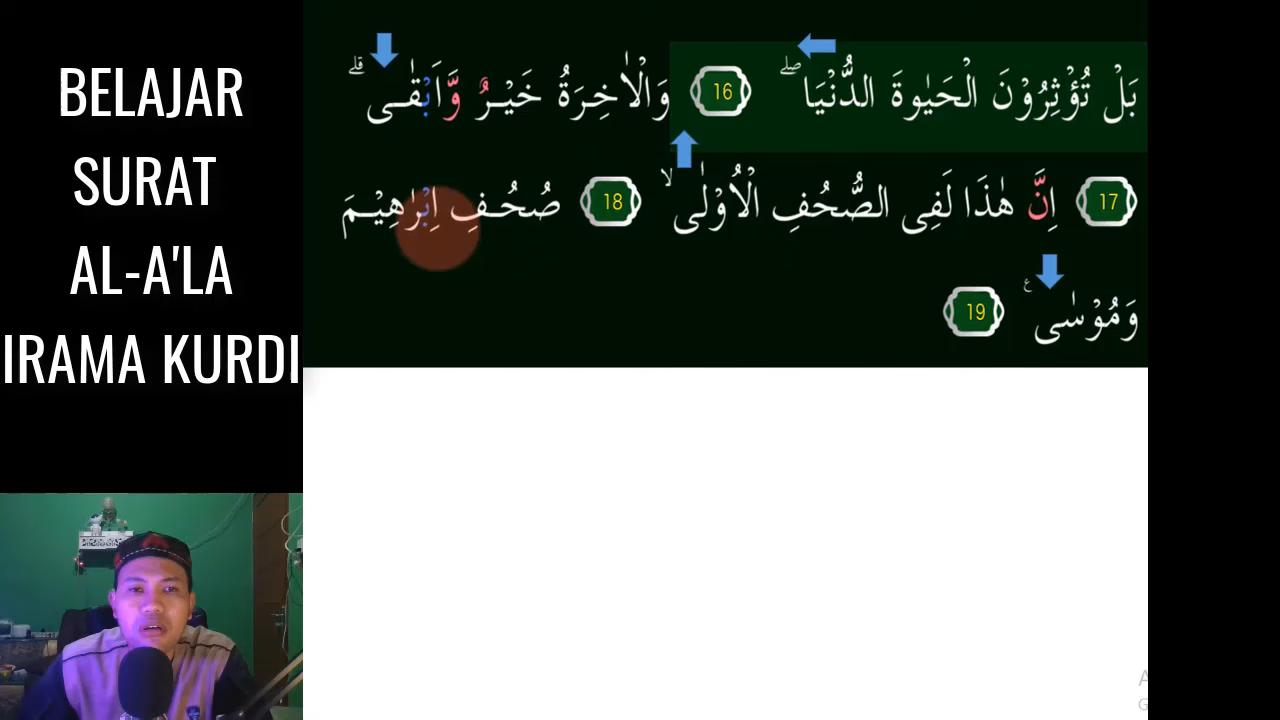 BELAJAR
SURAT
AL-A'LA
IRAMA KURDI
بَلْ تُؤْثِرُوْنَ الْحَيٰوةَ الدُّنْيَاۖ 16 وَالْاٰخِرَةُ خَيْرٌ وَّاَبْقٰىۗ
17 اِنَّ هٰذَا لَفِى الصُّحُفِ الْاُوْلٰىۙ 18 صُحُفِ اِبْرٰهِيْمَ
وَمُوْسٰى ࣖ 19
A
G